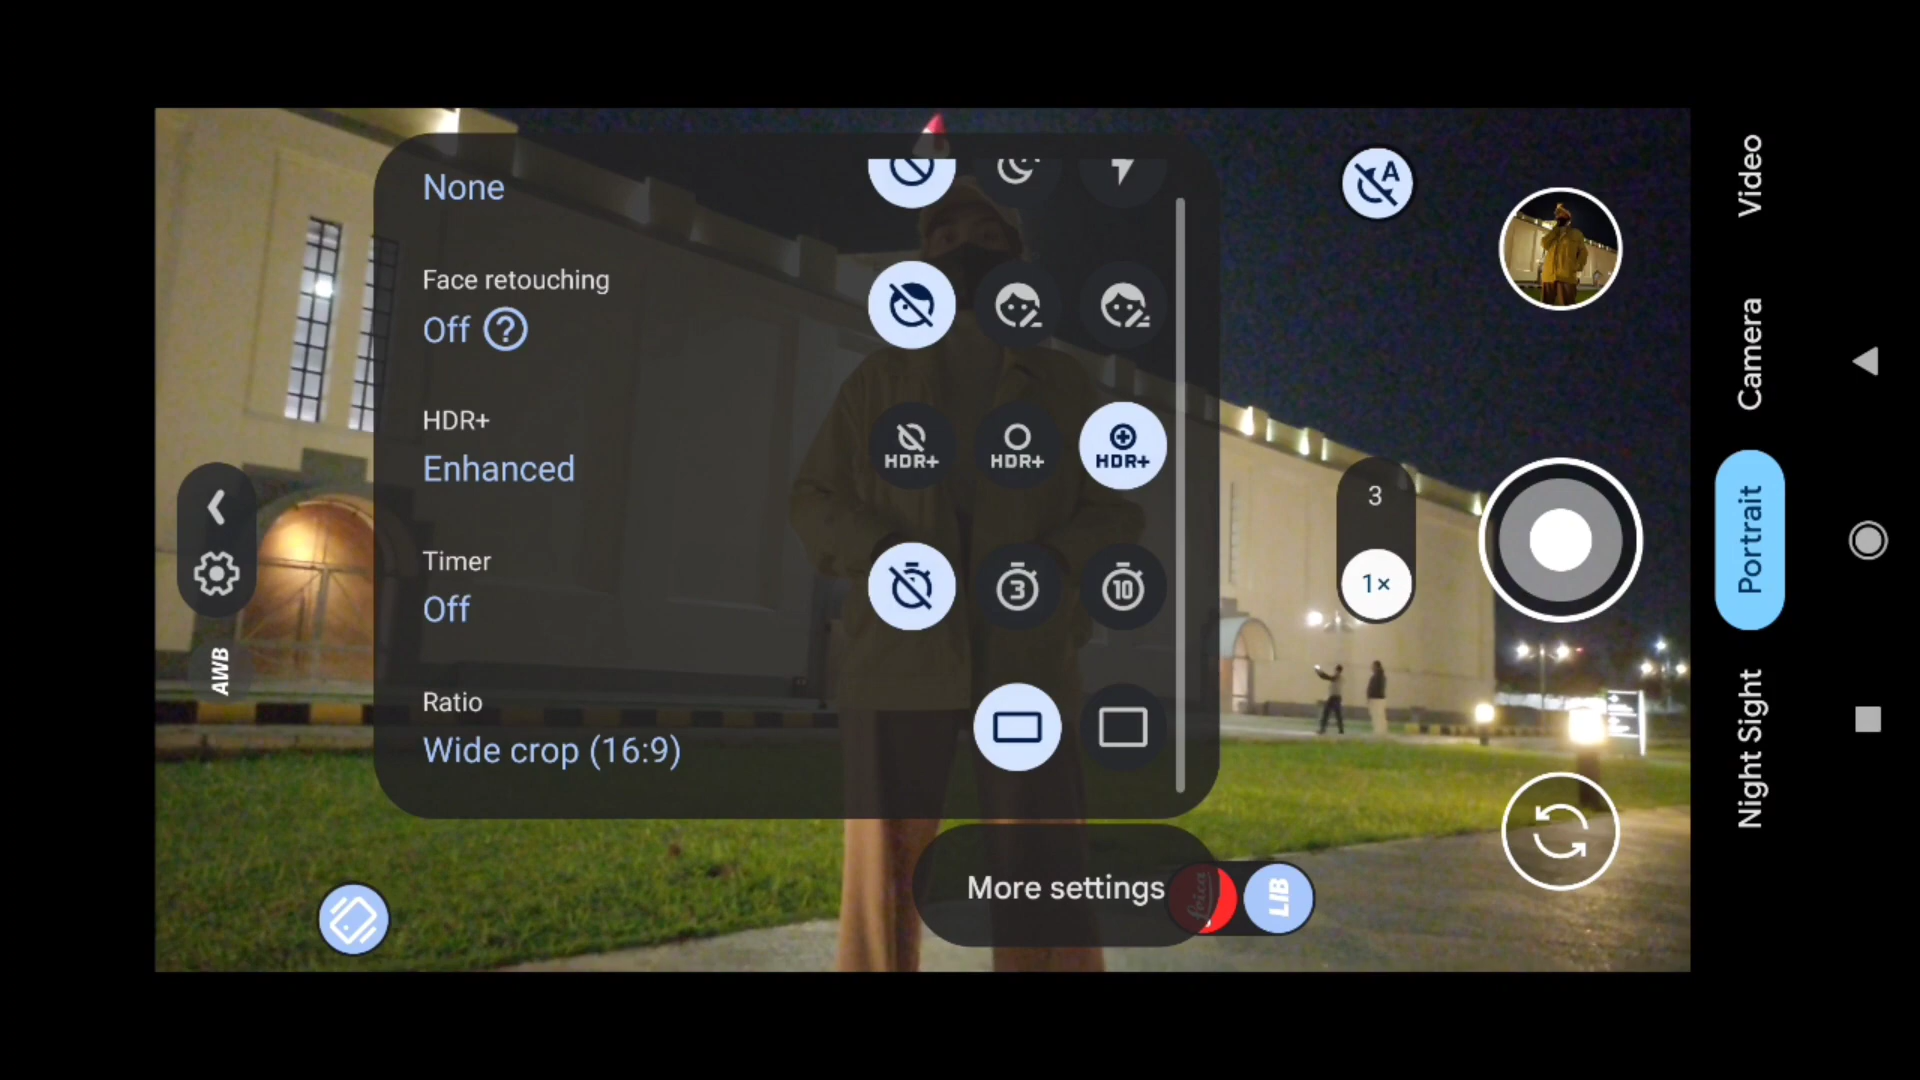 None
Face retouching
Off ?
HDR+
Enhanced
HDR+ HDR+ HDR+
Timer
Off
3 10
Ratio
Wide crop (16:9)
More settings
AWB
A
3
1×
Leica
LIB
Video
Camera
Portrait
Night Sight